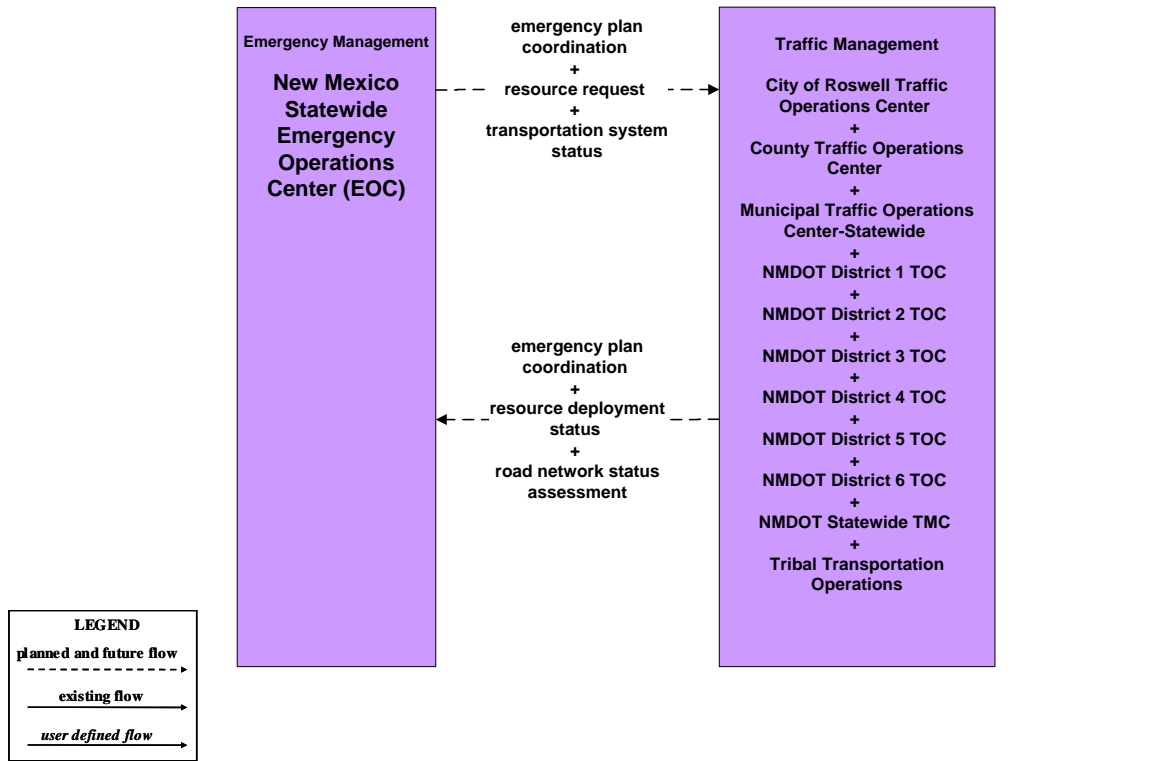 Emergency Management
New Mexico
Statewide
Emergency
Operations
Center (EOC)
emergency plan
coordination
+
resource request
+
transportation system
status
emergency plan
coordination
+
resource deployment
status
+
road network status
assessment
Traffic Management
City of Roswell Traffic
Operations Center
+
County Traffic Operations
Center
+
Municipal Traffic Operations
Center-Statewide
+
NMDOT District 1 TOC
+
NMDOT District 2 TOC
+
NMDOT District 3 TOC
+
NMDOT District 4 TOC
+
NMDOT District 5 TOC
+
NMDOT District 6 TOC
+
NMDOT Statewide TMC
+
Tribal Transportation
Operations
LEGEND
planned and future flow
existing flow
user defined flow